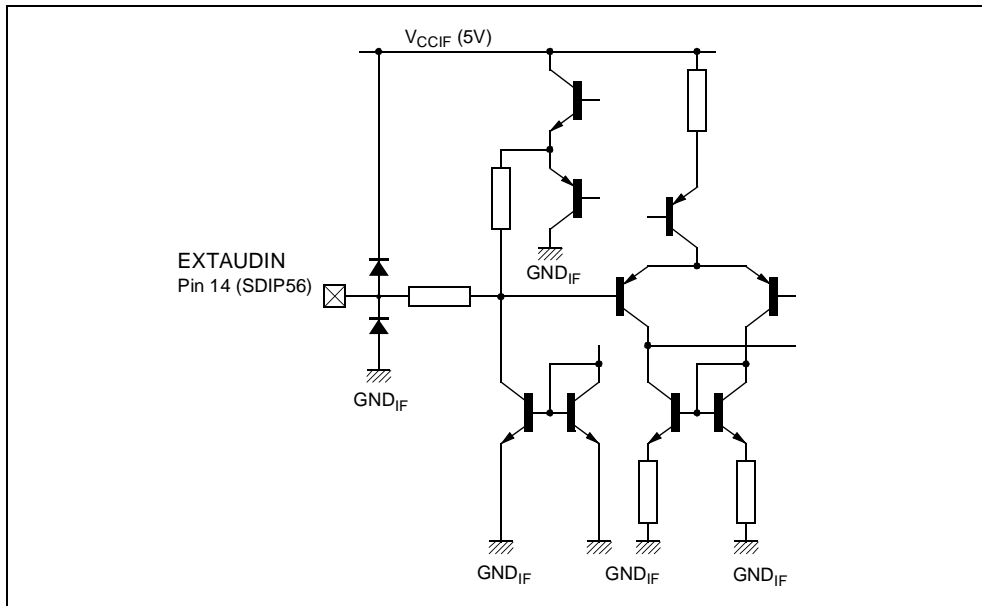 V_CCIF (5V)
EXTAUDIN
Pin 14 (SDIP56)
GND_IF
GND_IF
GND_IF
GND_IF
GND_IF